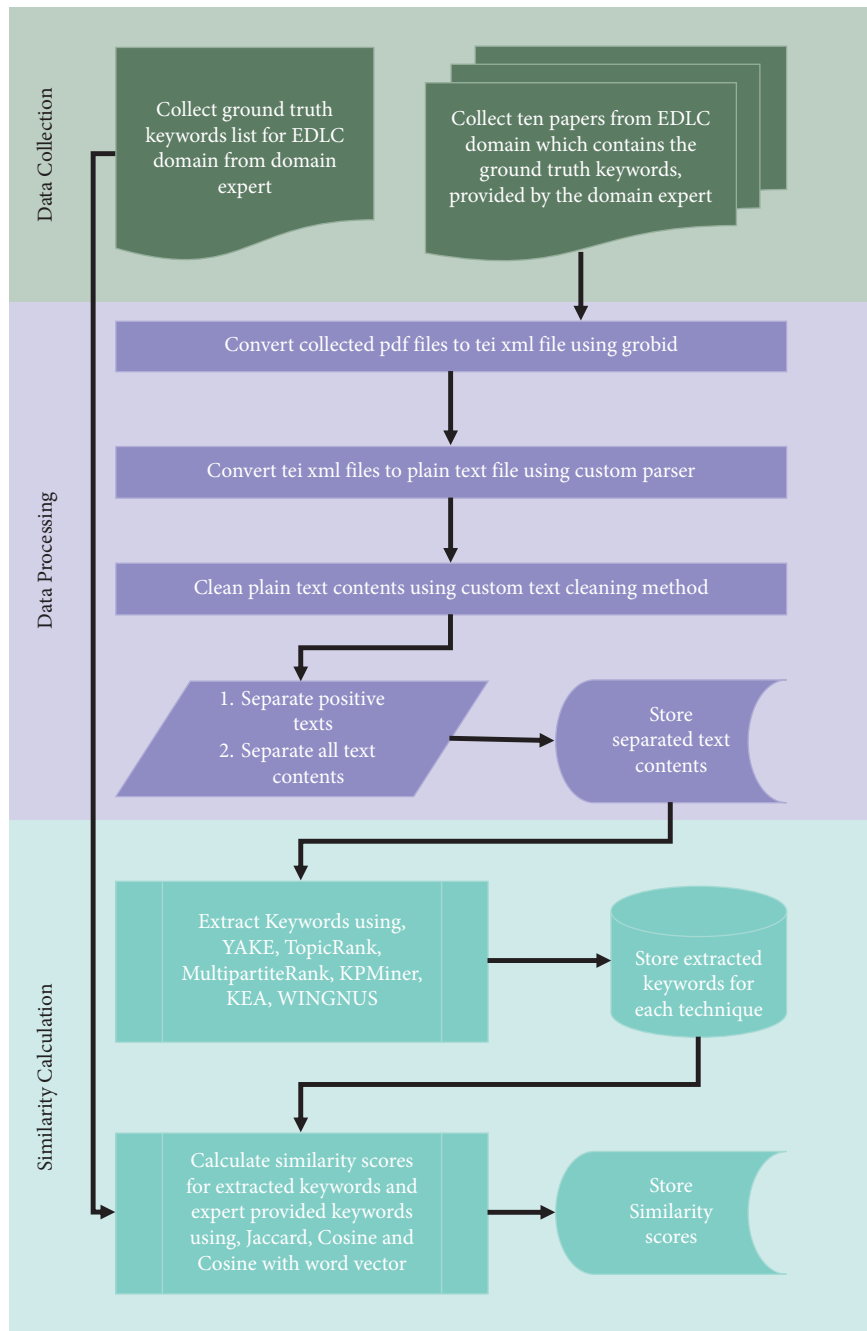 Data Collection
Collect ground truth
keywords list for EDLC
domain from domain
expert
Collect ten papers from EDLC
domain which contains the
ground truth keywords,
provided by the domain expert
Data Processing
Convert collected pdf files to tei xml file using grobid
Convert tei xml files to plain text file using custom parser
Clean plain text contents using custom text cleaning method
1. Separate positive
texts
2. Separate all text
contents
Store
separated text
contents
Similarity Calculation
Extract Keywords using,
YAKE, TopicRank,
MultipartiteRank, KPMiner,
KEA, WINGNUS
Store extracted
keywords for
each technique
Calculate similarity scores
for extracted keywords and
expert provided keywords
using, Jaccard, Cosine and
Cosine with word vector
Store
Similarity
scores